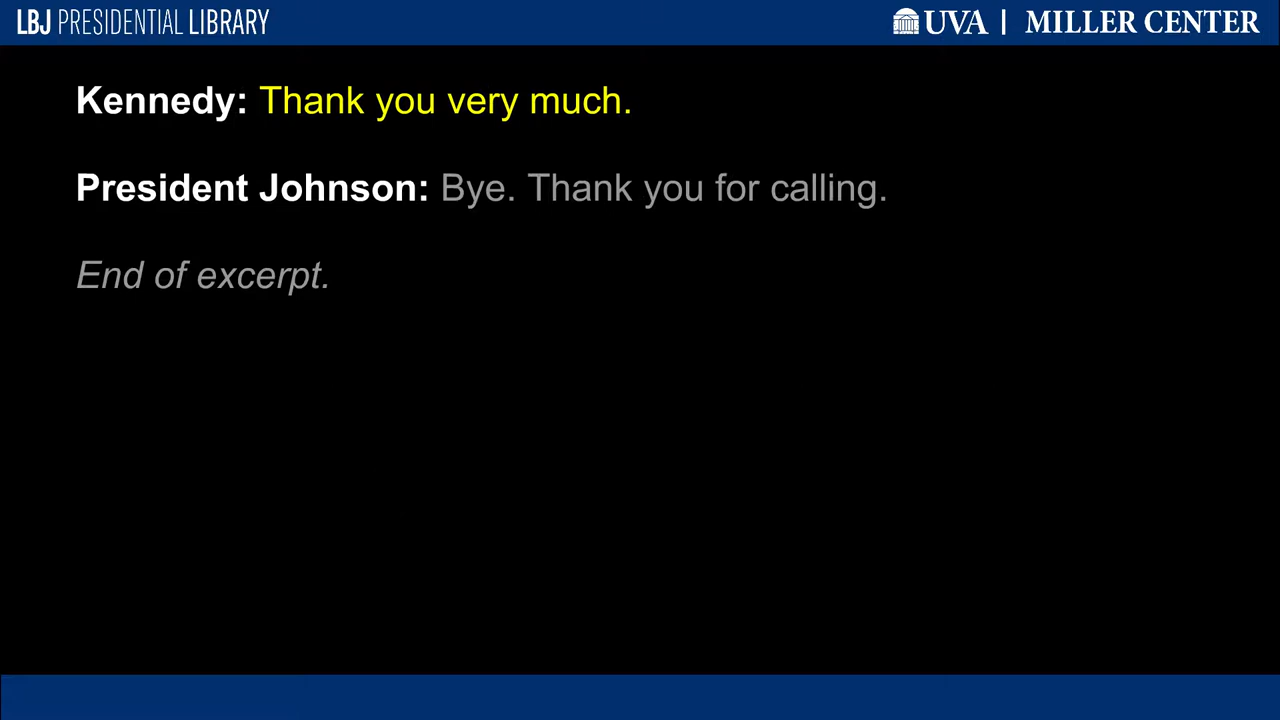 LBJ PRESIDENTIAL LIBRARY
UVA | MILLER CENTER
Kennedy: Thank you very much.
President Johnson: Bye. Thank you for calling.
End of excerpt.